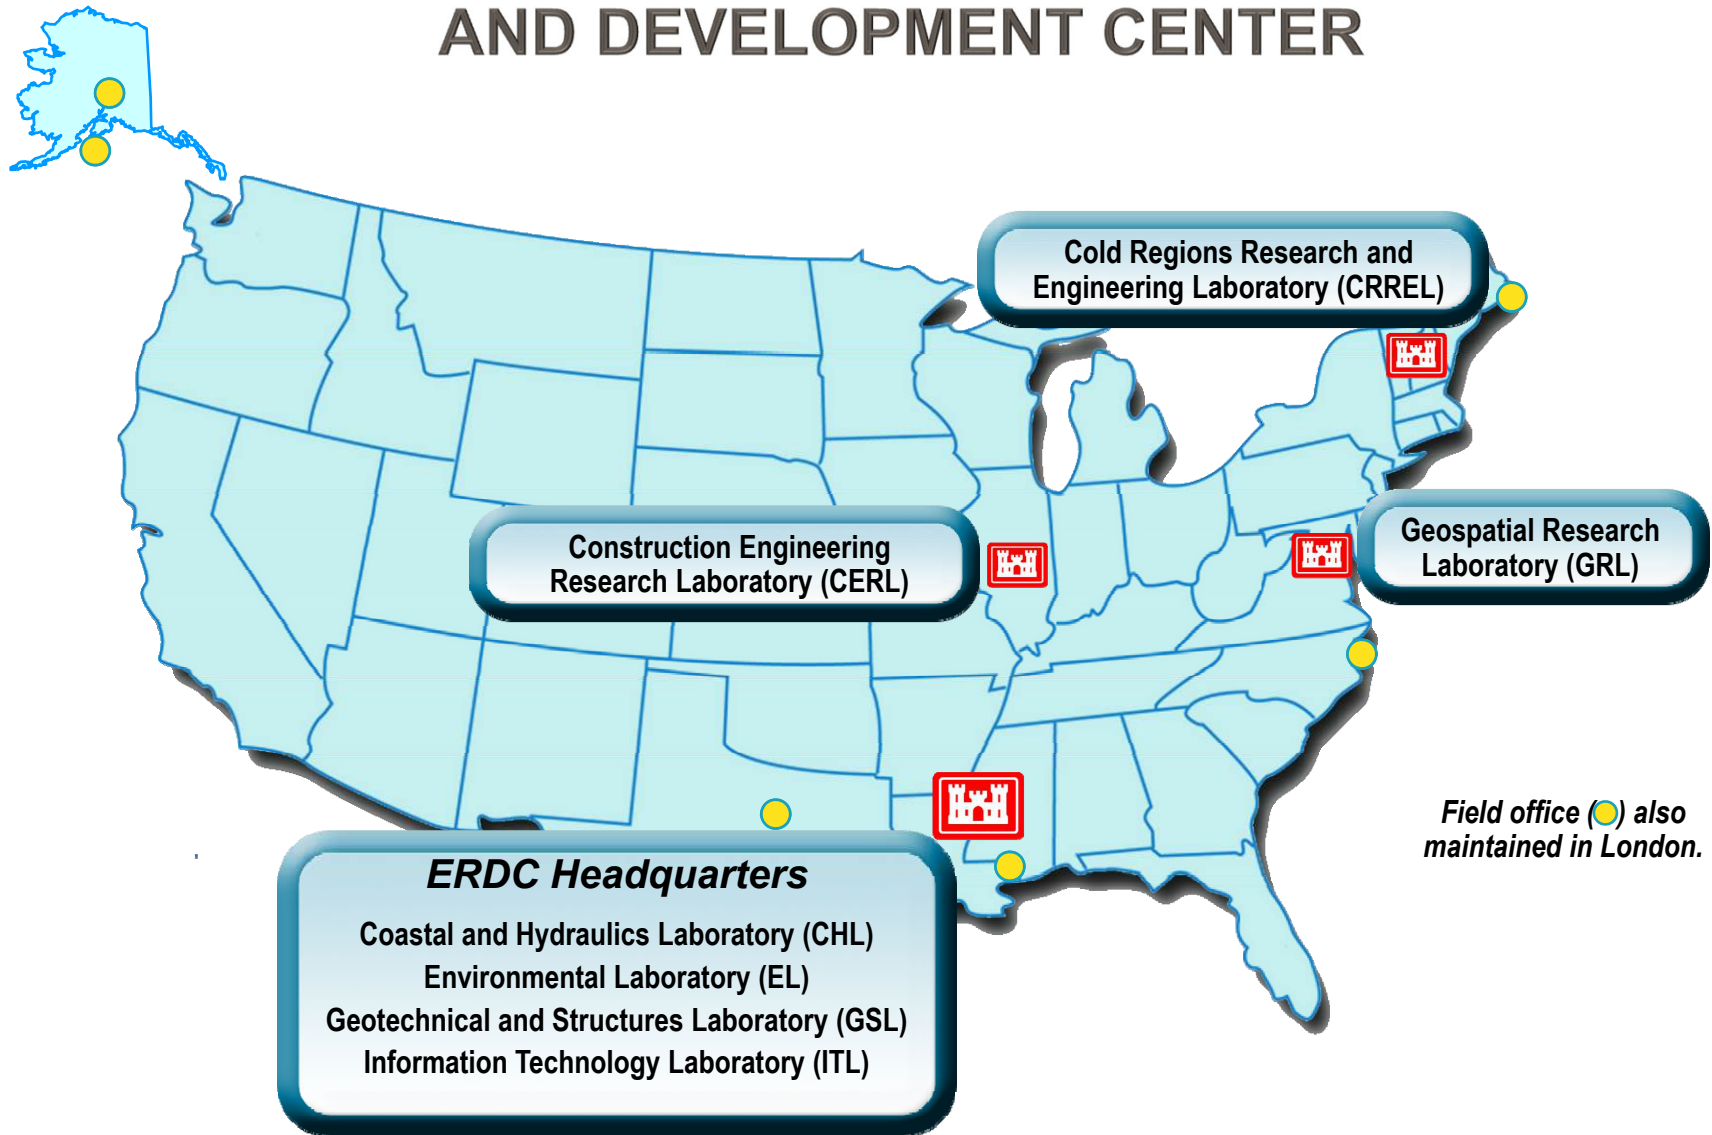 AND DEVELOPMENT CENTER
Cold Regions Research and
Engineering Laboratory (CRREL)
Construction Engineering
Research Laboratory (CERL)
Geospatial Research
Laboratory (GRL)
Field office ( ) also
maintained in London.
ERDC Headquarters
Coastal and Hydraulics Laboratory (CHL)
Environmental Laboratory (EL)
Geotechnical and Structures Laboratory (GSL)
Information Technology Laboratory (ITL)